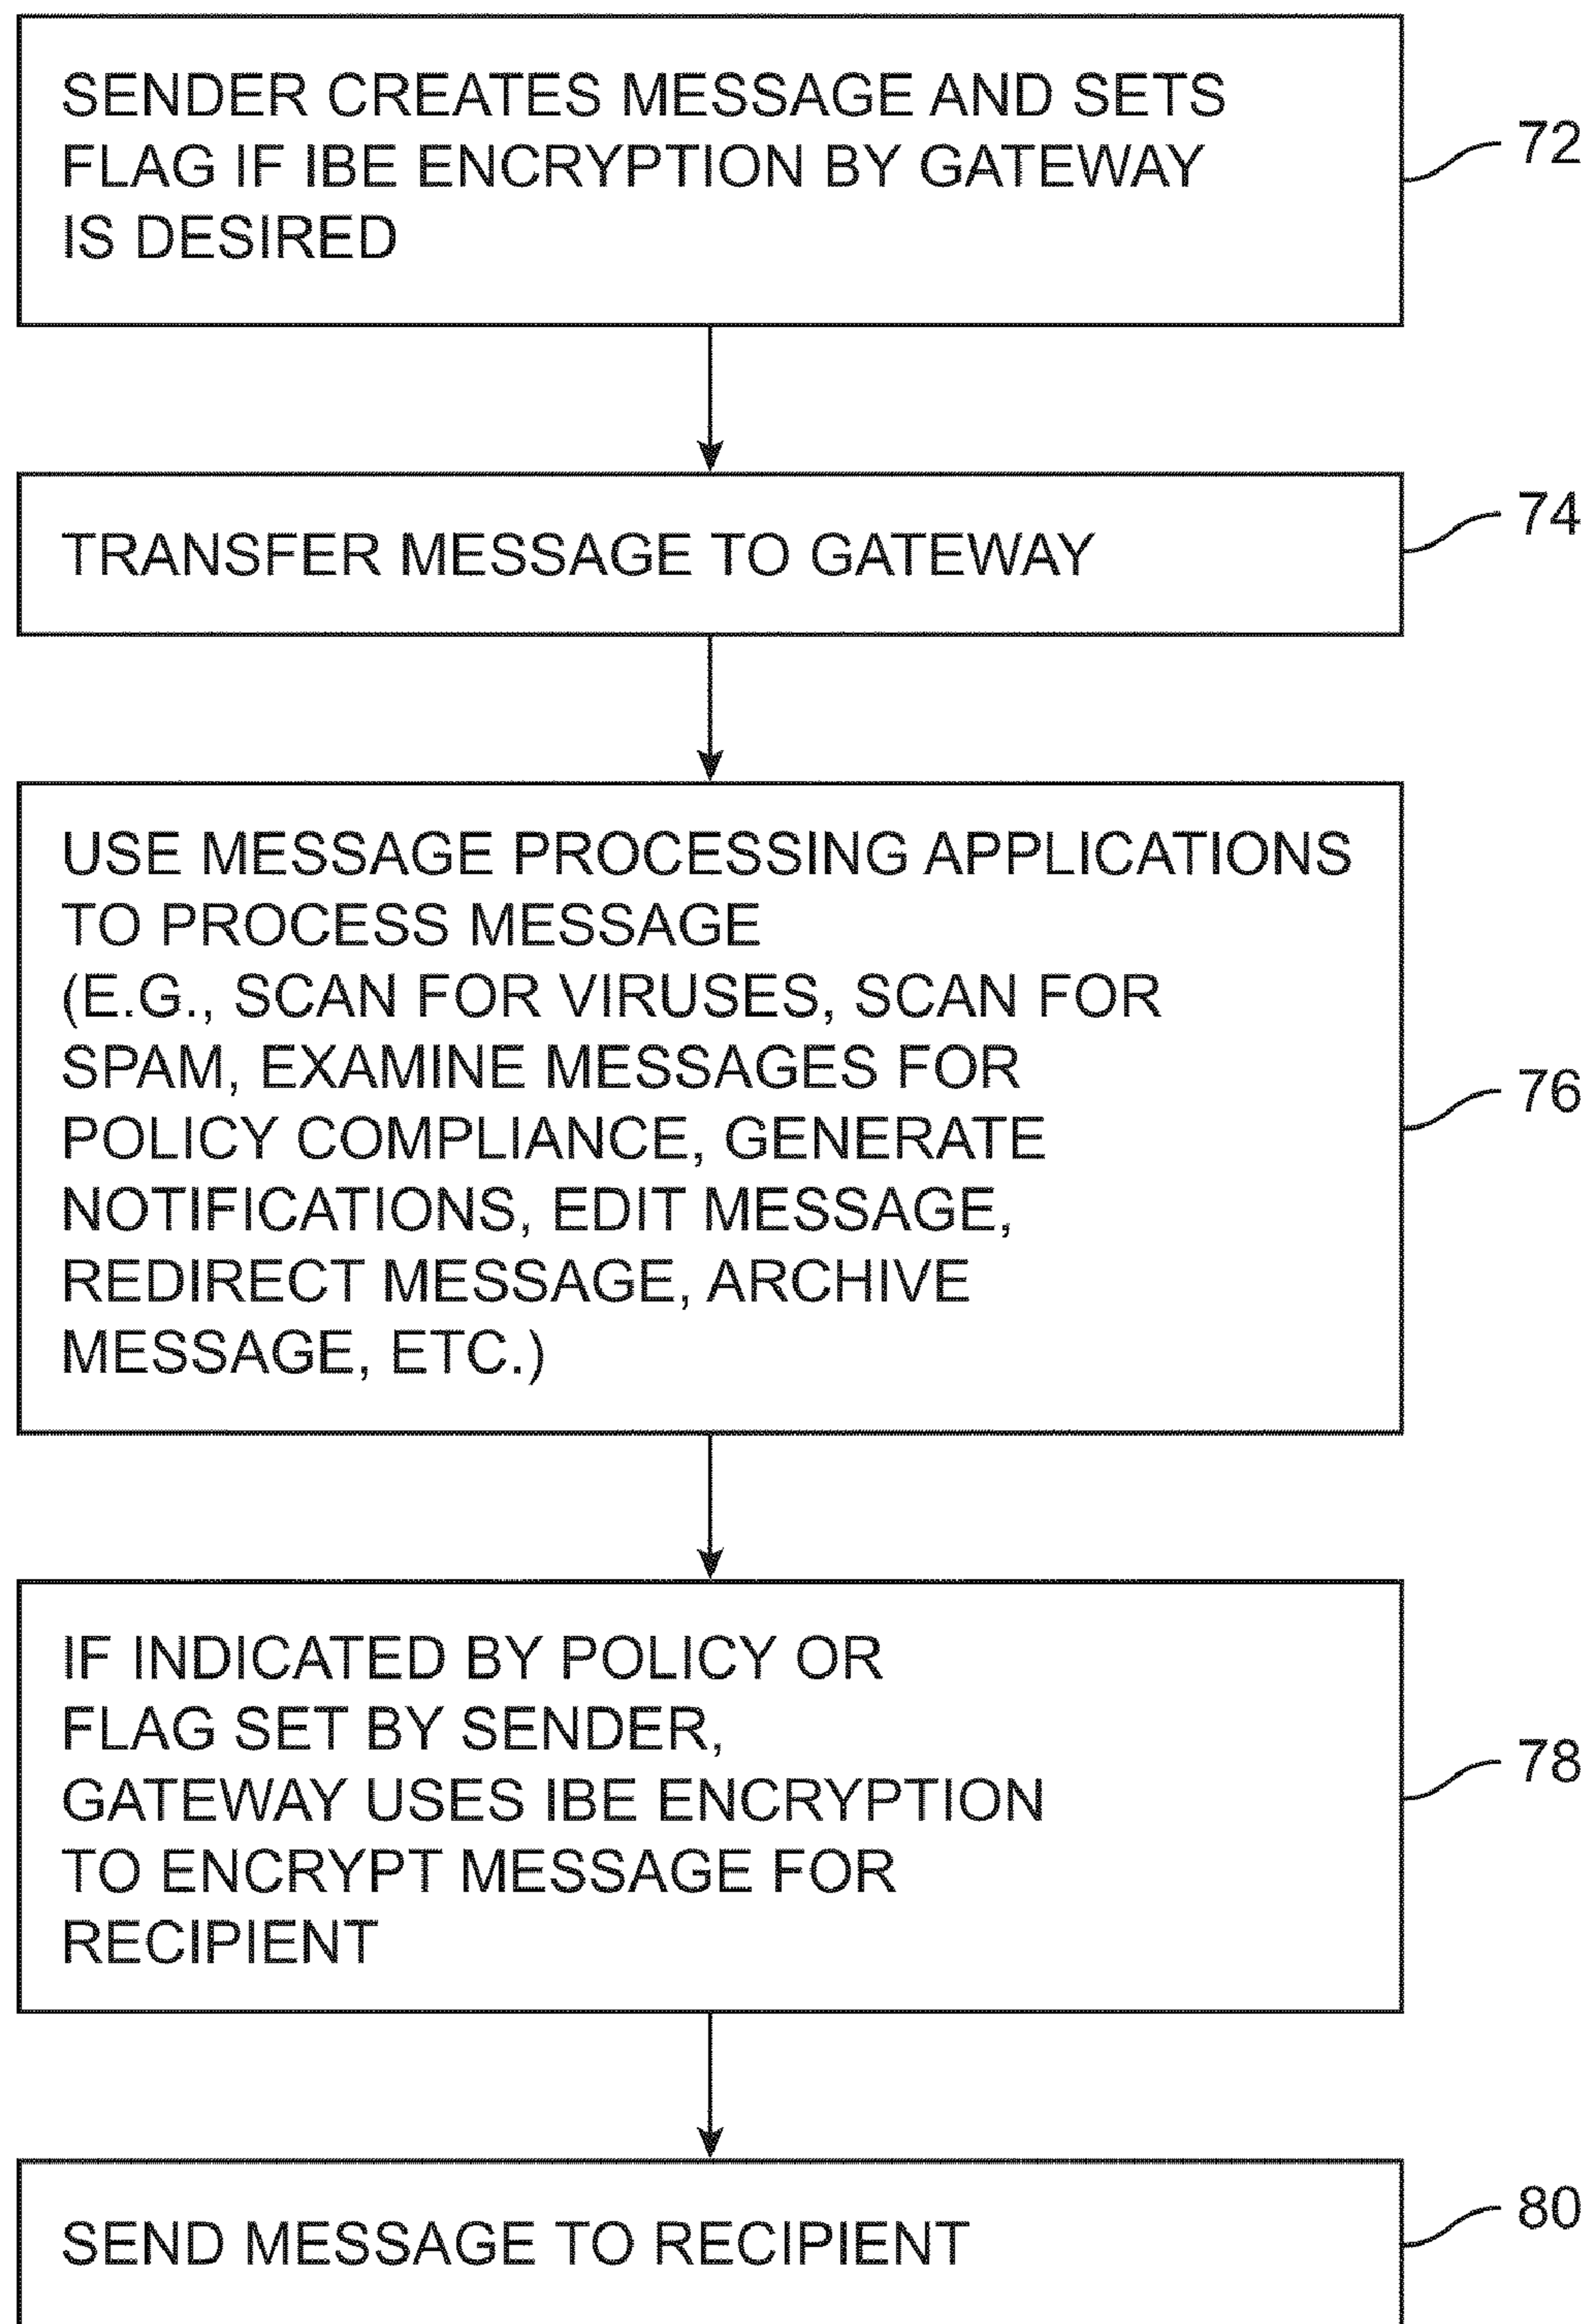 SENDER CREATES MESSAGE AND SETS
FLAG IF IBE ENCRYPTION BY GATEWAY
IS DESIRED
72
TRANSFER MESSAGE TO GATEWAY
74
USE MESSAGE PROCESSING APPLICATIONS
TO PROCESS MESSAGE
(E.G., SCAN FOR VIRUSES, SCAN FOR
SPAM, EXAMINE MESSAGES FOR
POLICY COMPLIANCE, GENERATE
NOTIFICATIONS, EDIT MESSAGE,
REDIRECT MESSAGE, ARCHIVE
MESSAGE, ETC.)
76
IF INDICATED BY POLICY OR
FLAG SET BY SENDER,
GATEWAY USES IBE ENCRYPTION
TO ENCRYPT MESSAGE FOR
RECIPIENT
78
SEND MESSAGE TO RECIPIENT
80